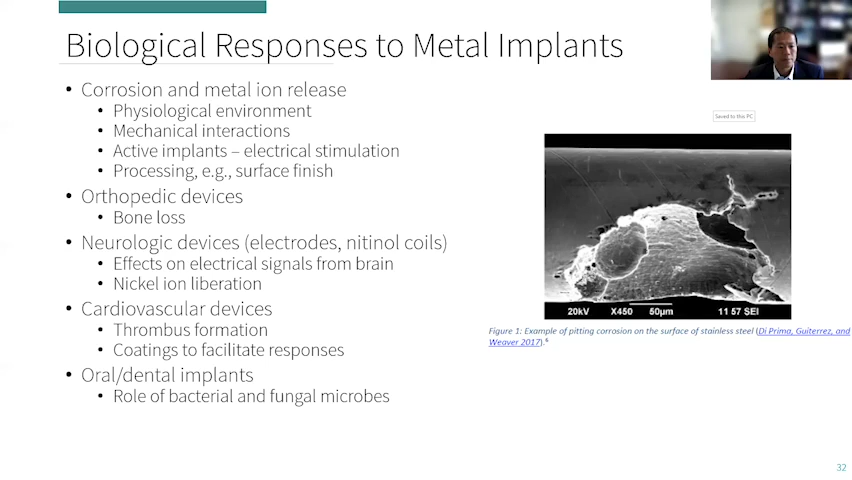 Biological Responses to Metal Implants
• Corrosion and metal ion release
• Physiological environment
• Mechanical interactions
• Active implants – electrical stimulation
• Processing, e.g., surface finish
• Orthopedic devices
• Bone loss
• Neurologic devices (electrodes, nitinol coils)
• Effects on electrical signals from brain
• Nickel ion liberation
• Cardiovascular devices
• Thrombus formation
• Coatings to facilitate responses
• Oral/dental implants
• Role of bacterial and fungal microbes
Saved to this PC
20kV X450 50µm 11 57 SEI
Figure 1: Example of pitting corrosion on the surface of stainless steel (Di Prima, Guiterrez, and
Weaver 2017).⁵
32